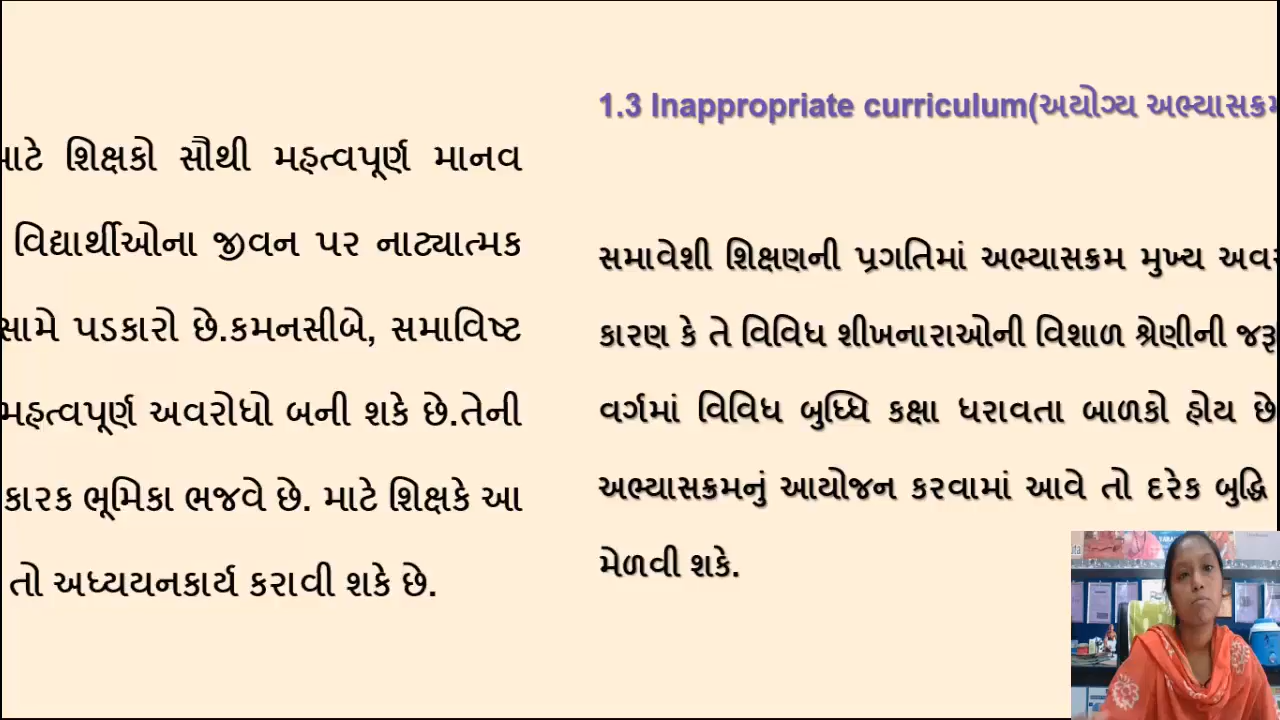 માટે શિક્ષકો સૌથી મહત્વપૂર્ણ માનવ
વિદ્યાર્થીઓના જીવન પર નાટ્યાત્મક
સામે પડકારો છે.કમનસીબે, સમાવિષ્ટ
મહત્વપૂર્ણ અવરોધો બની શકે છે.તેની
કારક ભૂમિકા ભજવે છે. માટે શિક્ષકે આ
તો અધ્યયનકાર્ય કરાવી શકે છે.
1.3 Inappropriate curriculum(અયોગ્ય અભ્યાસક્રમ
સમાવેશી શિક્ષણની પ્રગતિમાં અભ્યાસક્રમ મુખ્ય
કારણ કે તે વિવિધ શીખનારાઓની વિશાળ શ્રેણીની
વર્ગમાં વિવિધ બુધ્ધિ કક્ષા ધરાવતા બાળકો હોય છે
અભ્યાસક્રમનું આયોજન કરવામાં આવે તો દરેક બુદ્ધિ
મેળવી શકે.